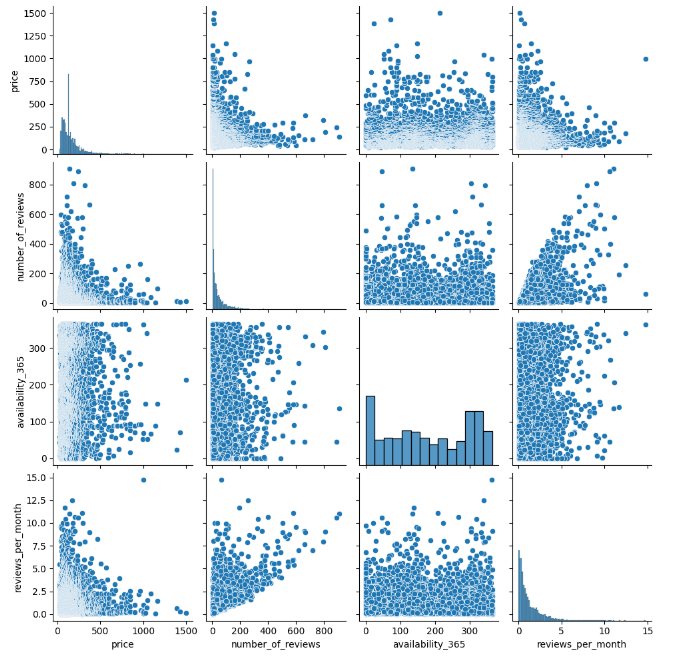 1500
1250
1000
750
500
250
0
price
800
600
400
200
0
number_of_reviews
300
200
100
0
availability_365
15.0
12.5
10.0
7.5
5.0
2.5
0.0
reviews_per_month
0 500 1000 1500
price
0 200 400 600 800
number_of_reviews
0 100 200 300
availability_365
0 5 10 15
reviews_per_month